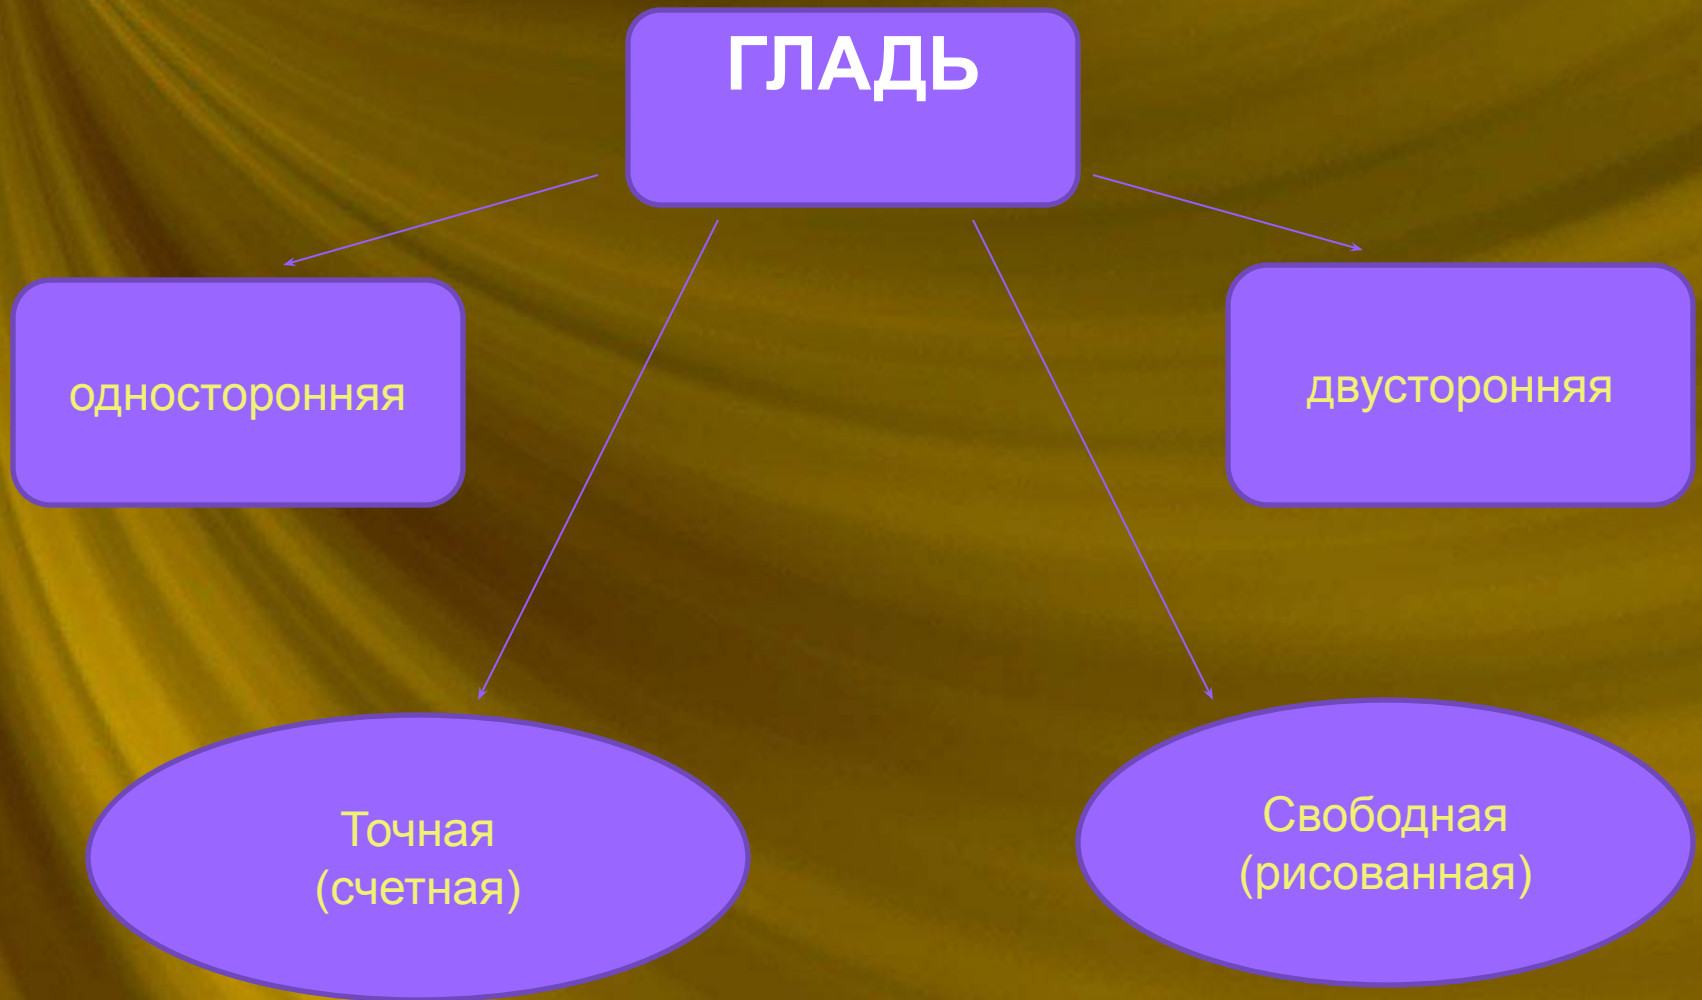 ГЛАДЬ
односторонняя
двусторонняя
Точная
(счетная)
Свободная
(рисованная)